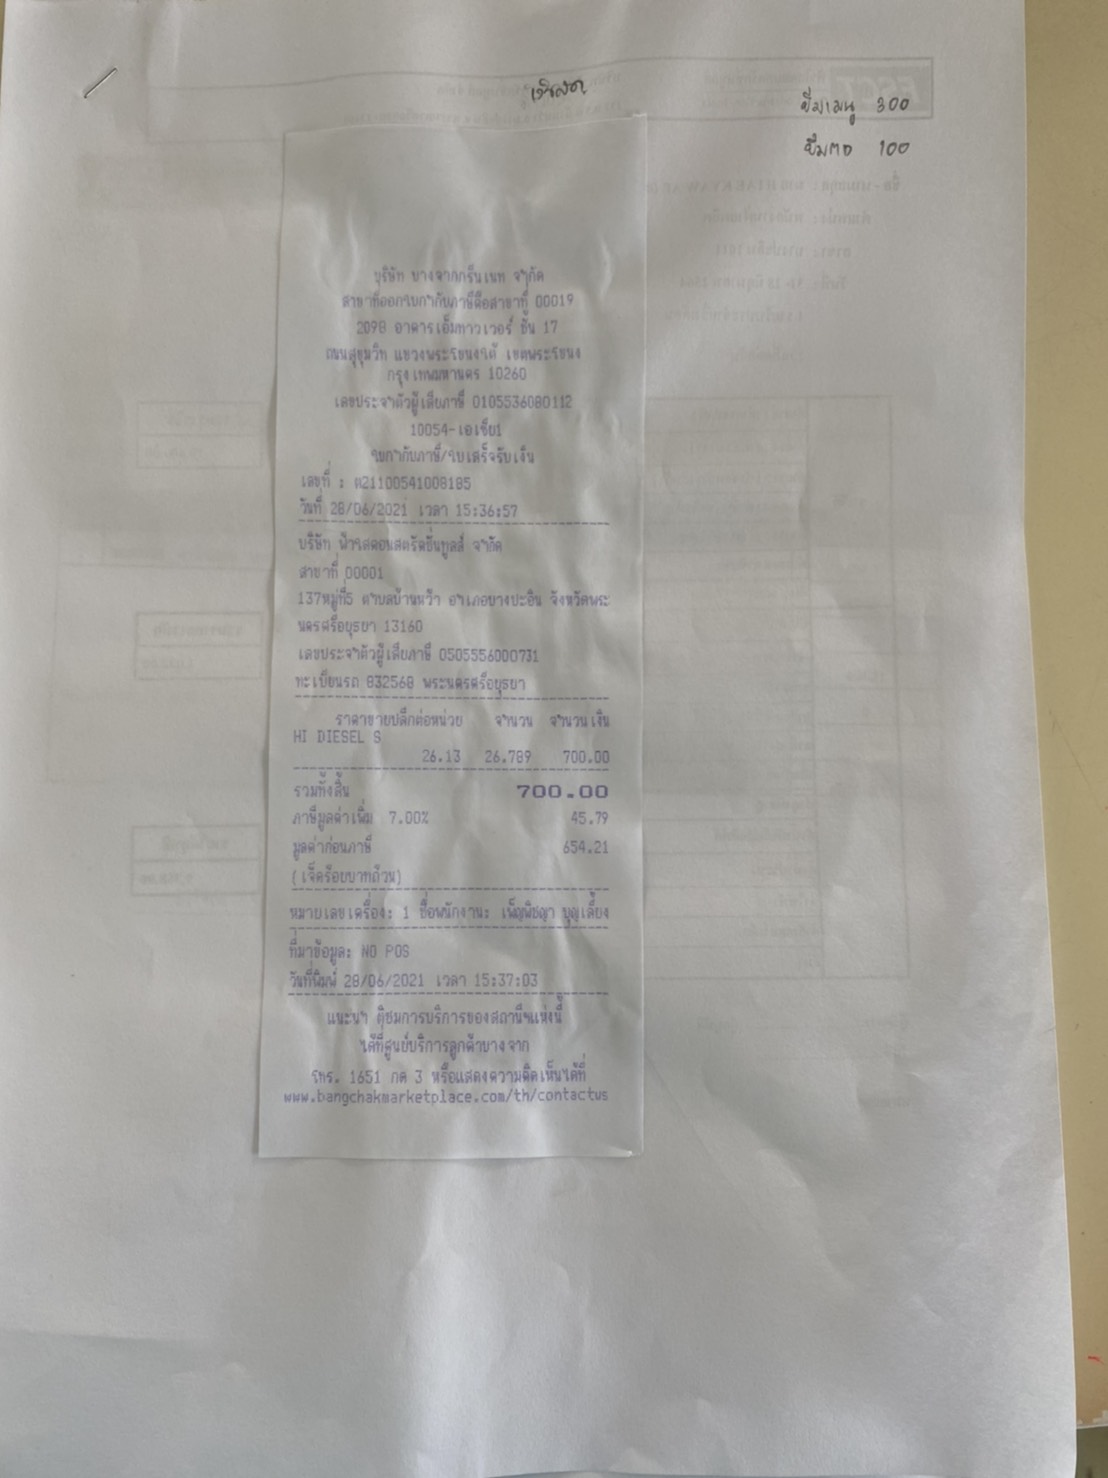 เงินสด
ยืมเมนู 300
ยืมตอ 100
บริษัท บางจากกรีนเนท จำกัด
สาขาที่ออกใบกำกับภาษีคือสาขาที่ 00019
2098 อาคารเอ็มทาวเวอร์ ชั้น 17
ถนนสุขุมวิท แขวงพระโขนงใต้ เขตพระโขนง
กรุงเทพมหานคร 10260
เลขประจำตัวผู้เสียภาษี 0105536080112
10054-เอเชีย1
ใบกำกับภาษี/ใบเสร็จรับเงิน
เลขที่ : ต21100541008185
วันที่ 28/06/2021 เวลา 15:36:57
บริษัท ฟ้าใสคอนสตรัคชั่นทูลส์ จำกัด
สาขาที่ 00001
137หมู่ที่5 ตำบลบ้านหว้า อำเภอบางปะอิน จังหวัดพระ
นครศรีอยุธยา 13160
เลขประจำตัวผู้เสียภาษี 0505556000731
ทะเบียนรถ 832568 พระนครศรีอยุธยา
ราคาขายปลีกต่อหน่วย จำนวน จำนวนเงิน
HI DIESEL S
26.13 26.789 700.00
รวมทั้งสิ้น 700.00
ภาษีมูลค่าเพิ่ม 7.00% 45.79
มูลค่าก่อนภาษี 654.21
(เจ็ดร้อยบาทถ้วน)
หมายเลขเครื่อง: 1 ชื่อพนักงาน: เพ็ญพิชญา บุญเลี้ยง
ที่มาข้อมูล: NO POS
วันที่พิมพ์ 28/06/2021 เวลา 15:37:03
แนะนำ ติชมการบริการของสถานีฯแห่งนี้
ได้ที่ศูนย์บริการลูกค้าบางจาก
โทร. 1651 กด 3 หรือแสดงความคิดเห็นได้ที่
www.bangchakmarketplace.com/th/contactus